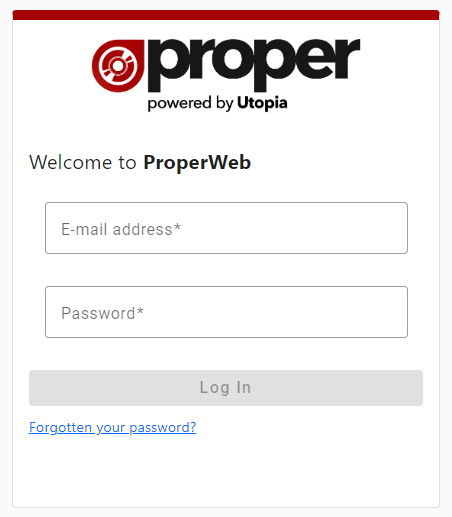 proper
powered by Utopia
Welcome to ProperWeb
E-mail address*
Password*
Log In
Forgotten your password?